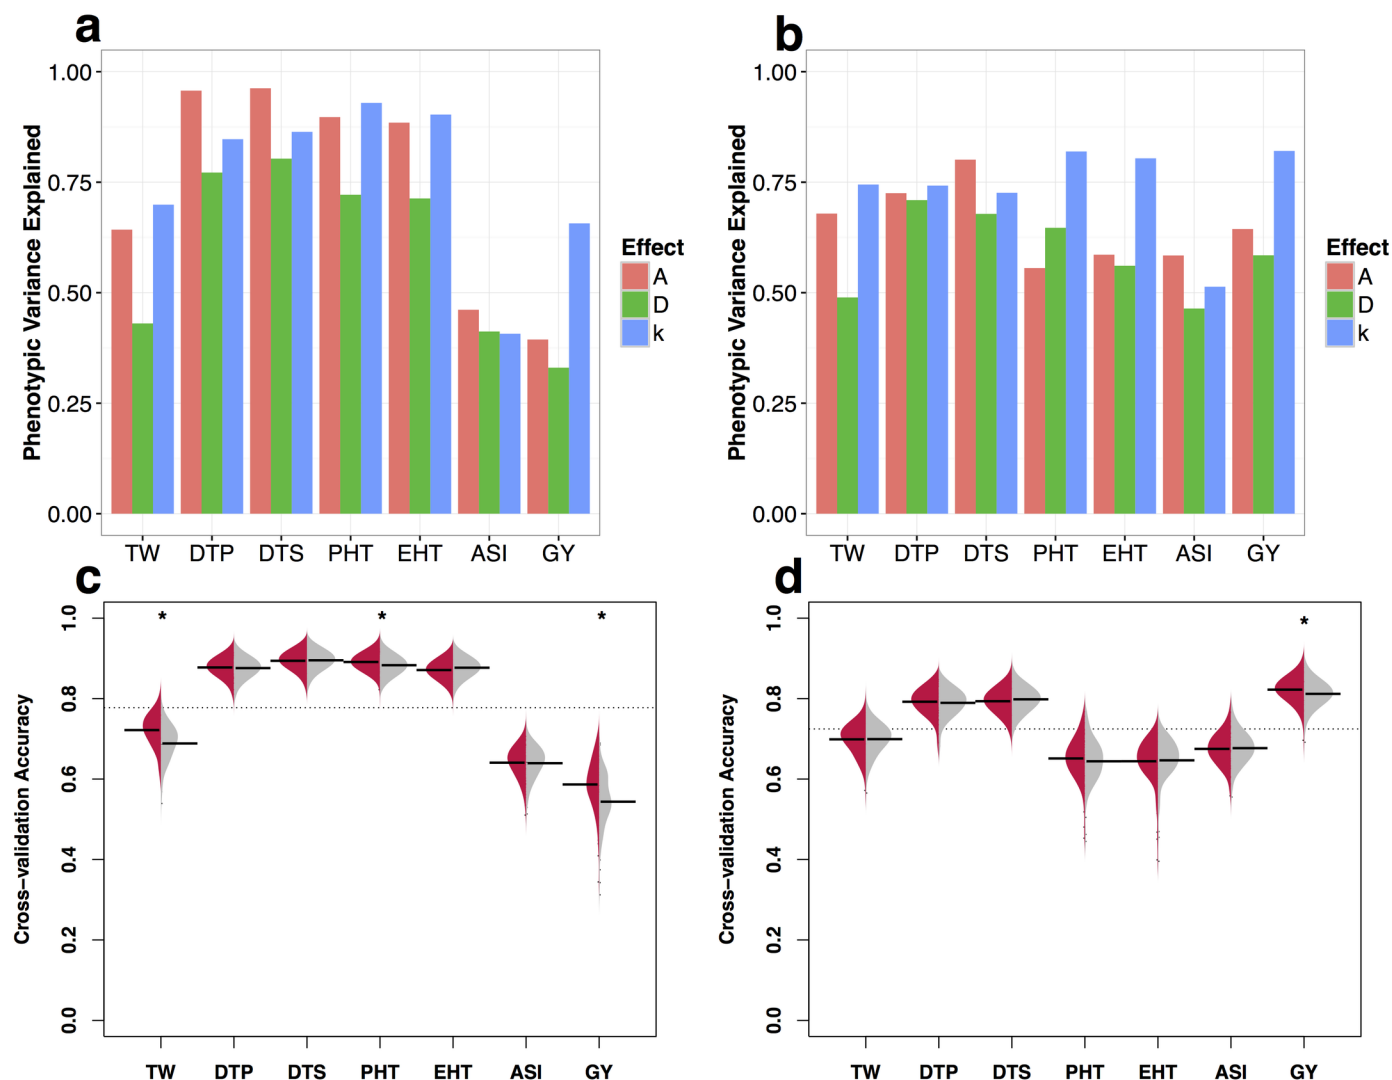 a
1.00
0.75
0.50
0.25
0.00
Phenotypic Variance Explained
TW DTP DTS PHT EHT ASI GY
Effect
A
D
k
b
1.00
0.75
0.50
0.25
0.00
Phenotypic Variance Explained
TW DTP DTS PHT EHT ASI GY
Effect
A
D
k
c
1.0
0.8
0.6
0.4
0.2
0.0
Cross−validation Accuracy
* * *
TW DTP DTS PHT EHT ASI GY
d
1.0
0.8
0.6
0.4
0.2
0.0
Cross−validation Accuracy
*
TW DTP DTS PHT EHT ASI GY